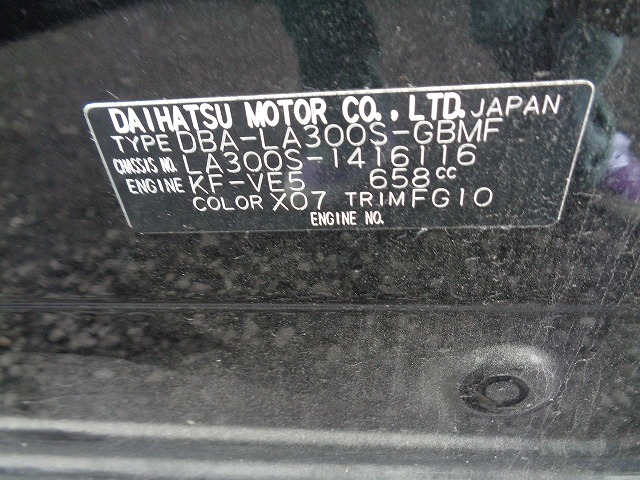 DAIHATSU MOTOR CO., LTD. JAPAN
TYPE DBA-LA300S-GBMF
CHASSIS NO. LA300S-1416116
ENGINE KF-VE5 658cc
COLOR X07 TRIM FG10
ENGINE NO.